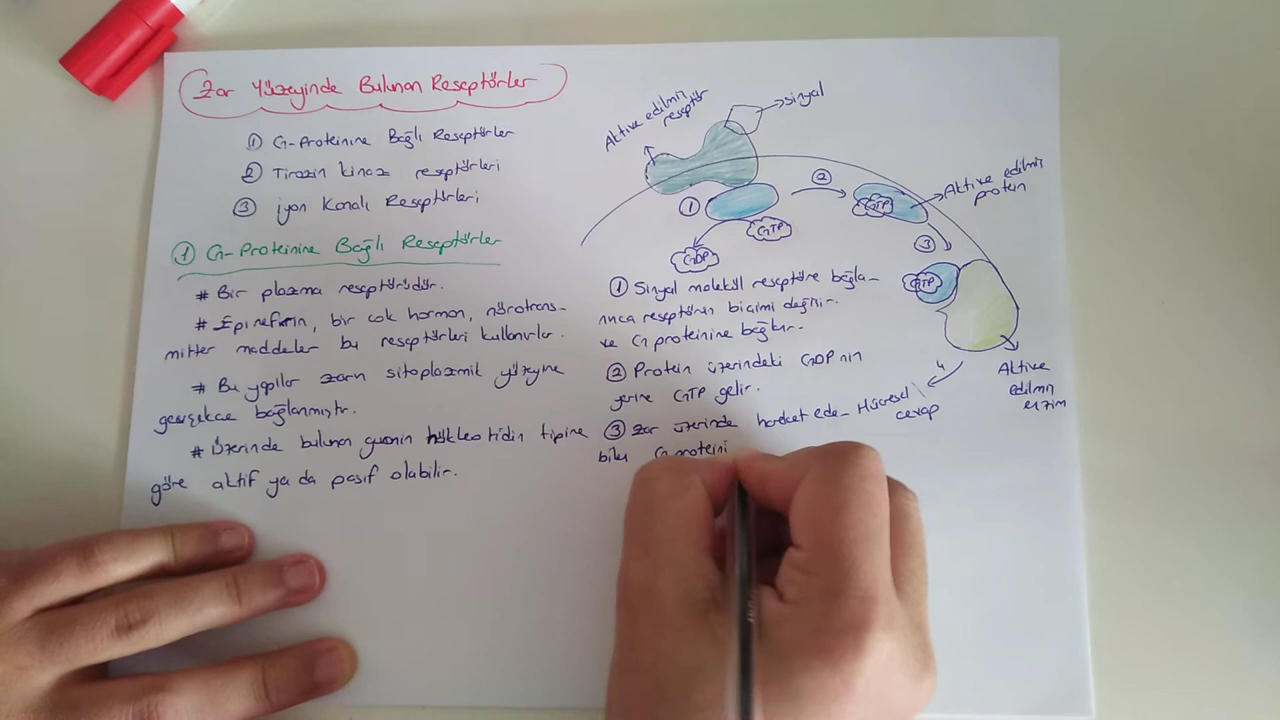 Zar Yüzeyinde Bulunan Reseptörler
① G-Proteinine Bağlı Reseptörler
② Tirozin kinaz reseptörleri
③ iyon Kanalı Reseptörleri
① G-Proteinine Bağlı Reseptörler
# Bir plazma reseptörüdür.
# Epinefrin, bir çok hormon, nörotrans-
mitter maddeler bu reseptörleri kullanırlar.
# Bu yapılar zarın sitoplazmik yüzeyine
gevşekce bağlanmıştır.
# Üzerinde bulunan guanin nükleotidin tipine
göre aktif ya da pasif olabilir.
Aktive edilmiş
reseptör
sinyal
①
GDP
GTP
②
GTP
Aktive edilmiş
protein
③
GTP
Aktive
edilmiş
enzim
4
Hücresel
cevap
① Sinyal molekül reseptöre bağla-
nınca reseptörün biçimi değişir.
ve G proteinine bağlanır.
② Protein üzerindeki GDP nin
yerine GTP gelir.
③ Zar üzerinde hareket ede-
bilen G proteini